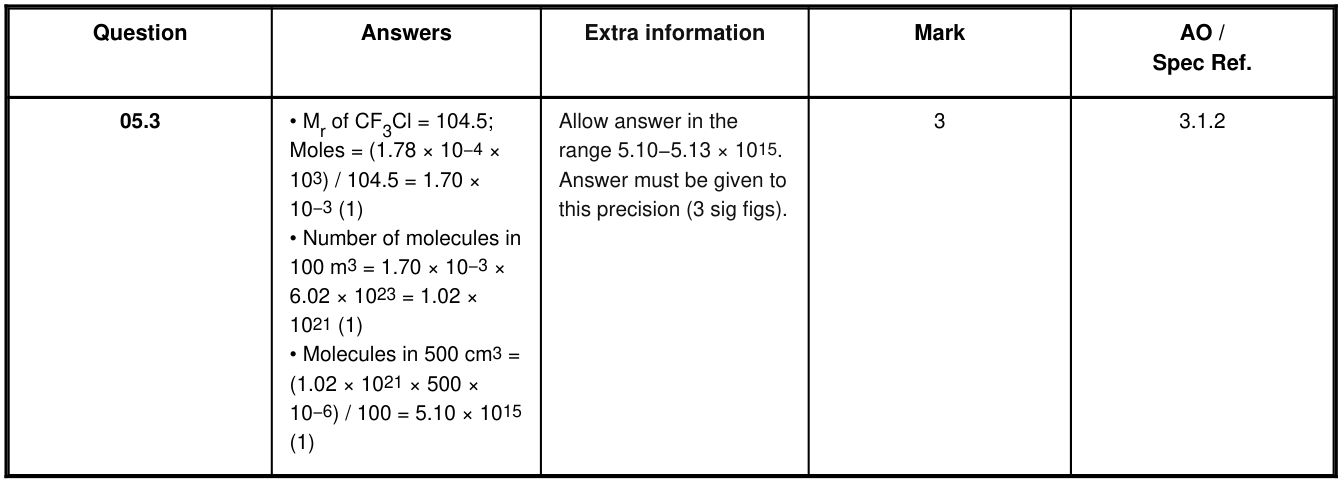 Question
Answers
Extra information
Mark
AO /
Spec Ref.
05.3
• Mr of CF3Cl = 104.5;
Moles = (1.78 × 10−4 ×
103) / 104.5 = 1.70 ×
10−3 (1)
• Number of molecules in
100 m3 = 1.70 × 10−3 ×
6.02 × 1023 = 1.02 ×
1021 (1)
• Molecules in 500 cm3 =
(1.02 × 1021 × 500 ×
10−6) / 100 = 5.10 × 1015
(1)
Allow answer in the
range 5.10–5.13 × 1015.
Answer must be given to
this precision (3 sig figs).
3
3.1.2